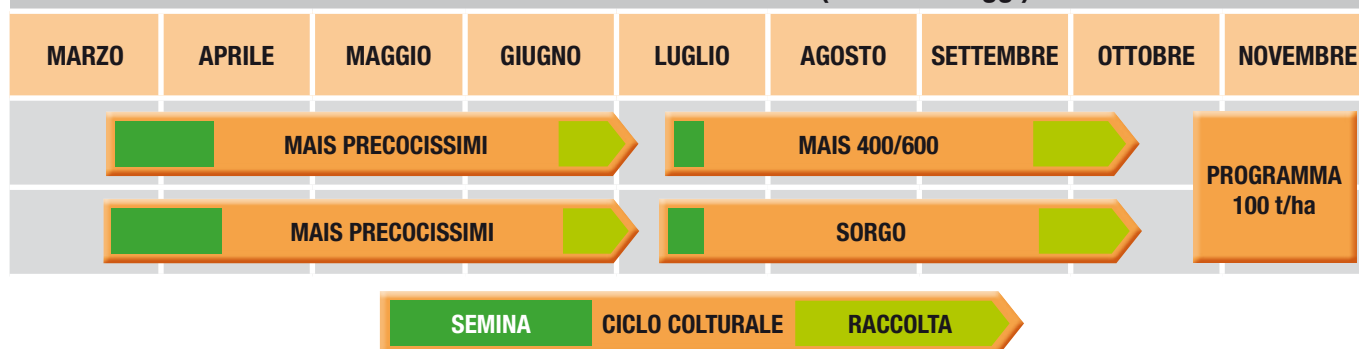 MARZO APRILE MAGGIO GIUGNO LUGLIO AGOSTO SETTEMBRE OTTOBRE NOVEMBRE
MAIS PRECOCISSIMI MAIS 400/600
MAIS PRECOCISSIMI SORGO
PROGRAMMA
100 t/ha
SEMINA CICLO COLTURALE RACCOLTA